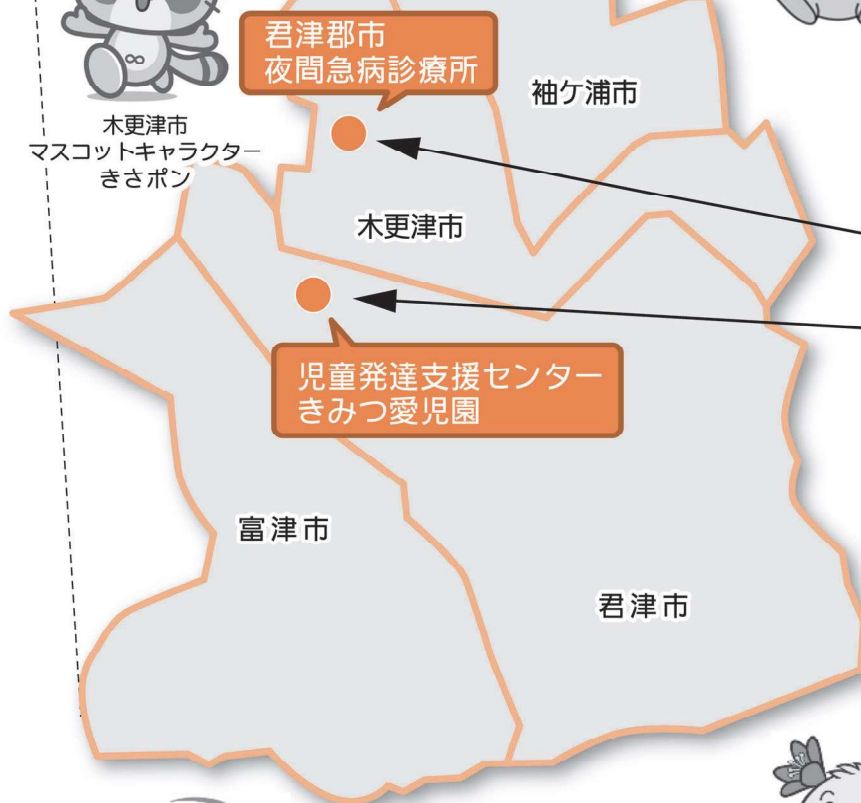 君津郡市
夜間急病診療所
袖ケ浦市
木更津市
マスコットキャラクター
きさポン
木更津市
児童発達支援センター
きみつ愛児園
富津市
君津市